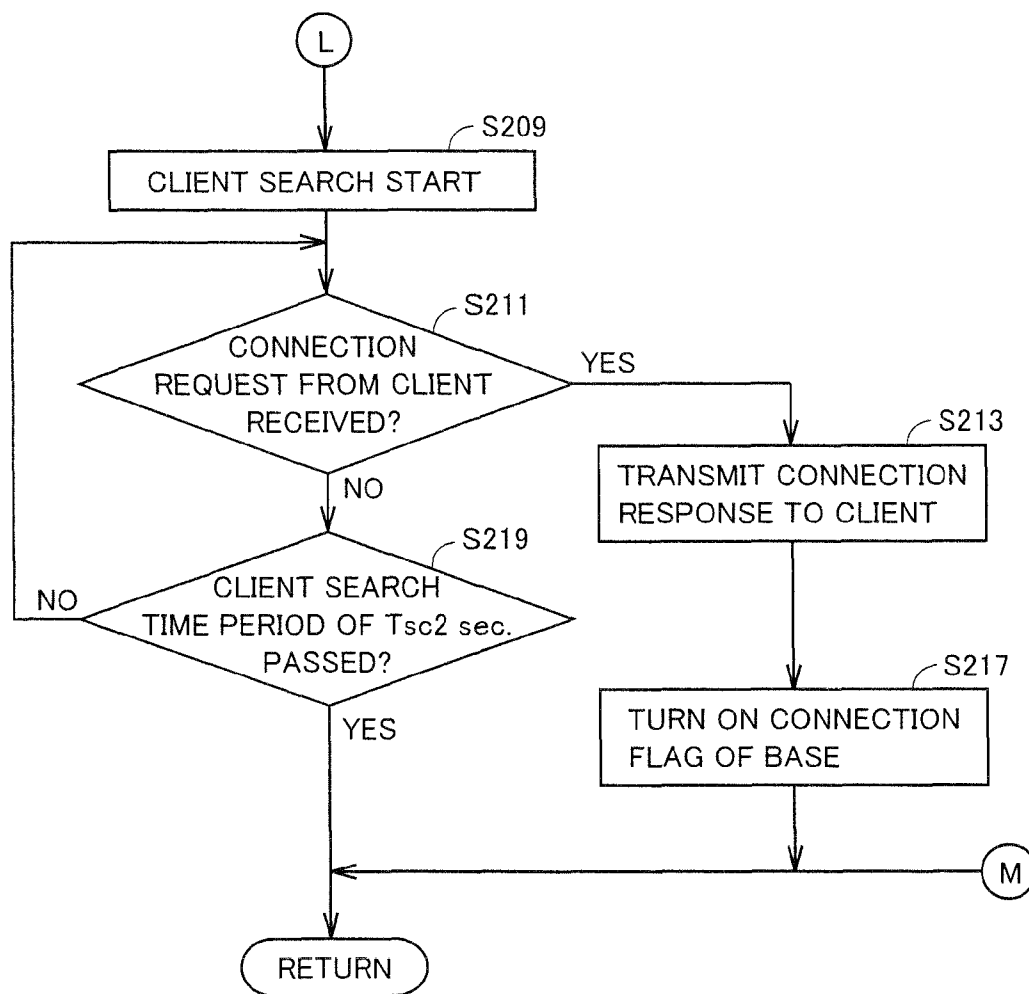 L
S209
CLIENT SEARCH START
S211
CONNECTION
REQUEST FROM CLIENT
RECEIVED?
YES
NO
S213
TRANSMIT CONNECTION
RESPONSE TO CLIENT
S219
CLIENT SEARCH
TIME PERIOD OF Tsc2 sec.
PASSED?
NO
YES
S217
TURN ON CONNECTION
FLAG OF BASE
M
RETURN